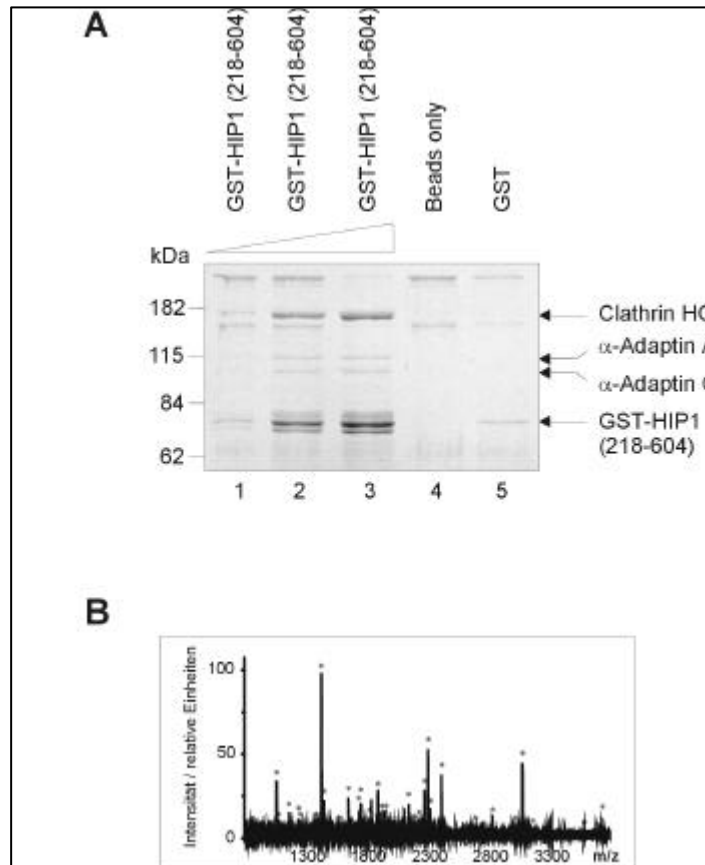 A
GST-HIP1 (218-604)
GST-HIP1 (218-604)
GST-HIP1 (218-604)
Beads only
GST
kDa
182
115
84
62
Clathrin HC
α-Adaptin A
α-Adaptin C
GST-HIP1
(218-604)
1 2 3 4 5
B
Intensität / relative Einheiten
100
50
0
1300 1800 2300 2800 3300 m/z